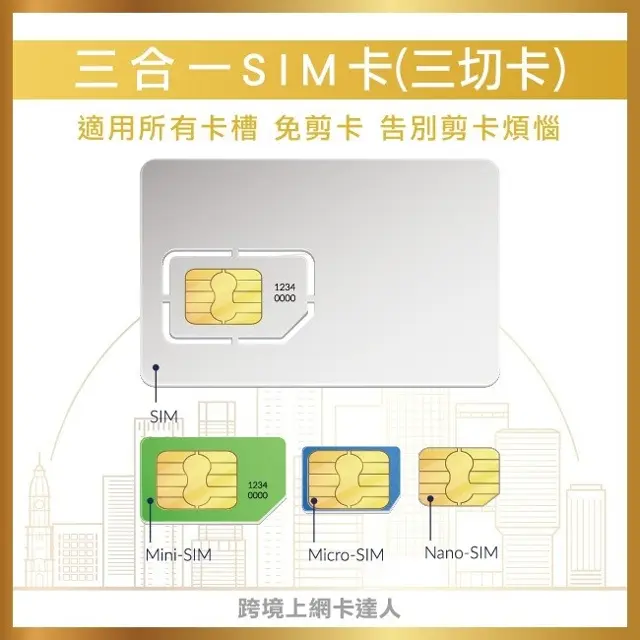 三合一SIM卡(三切卡)
適用所有卡槽 免剪卡 告別剪卡煩惱
1234
0000
SIM
1234
0000
Mini-SIM
Micro-SIM
Nano-SIM
跨境上網卡達人